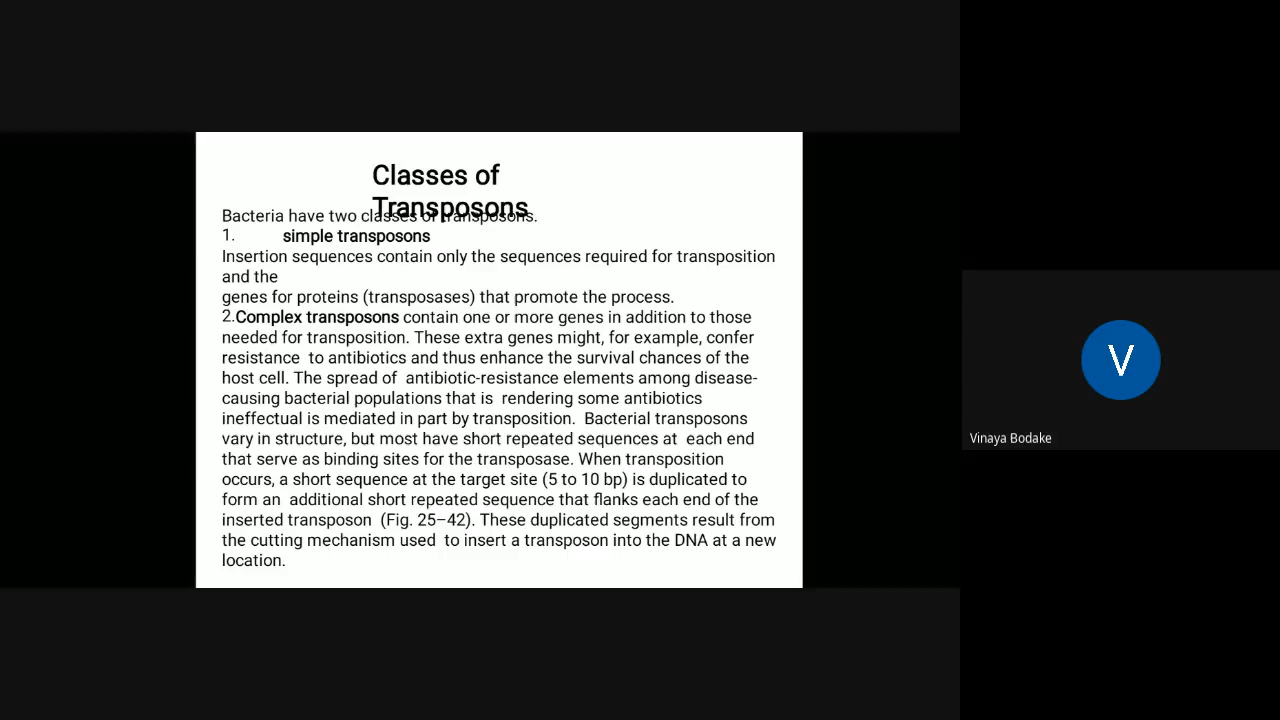 Classes of
Transposons
Bacteria have two classes of transposons.
1. simple transposons
Insertion sequences contain only the sequences required for transposition
and the
genes for proteins (transposases) that promote the process.
2.Complex transposons contain one or more genes in addition to those
needed for transposition. These extra genes might, for example, confer
resistance to antibiotics and thus enhance the survival chances of the
host cell. The spread of antibiotic-resistance elements among disease-
causing bacterial populations that is rendering some antibiotics
ineffectual is mediated in part by transposition. Bacterial transposons
vary in structure, but most have short repeated sequences at each end
that serve as binding sites for the transposase. When transposition
occurs, a short sequence at the target site (5 to 10 bp) is duplicated to
form an additional short repeated sequence that flanks each end of the
inserted transposon (Fig. 25–42). These duplicated segments result from
the cutting mechanism used to insert a transposon into the DNA at a new
location.
V
Vinaya Bodake